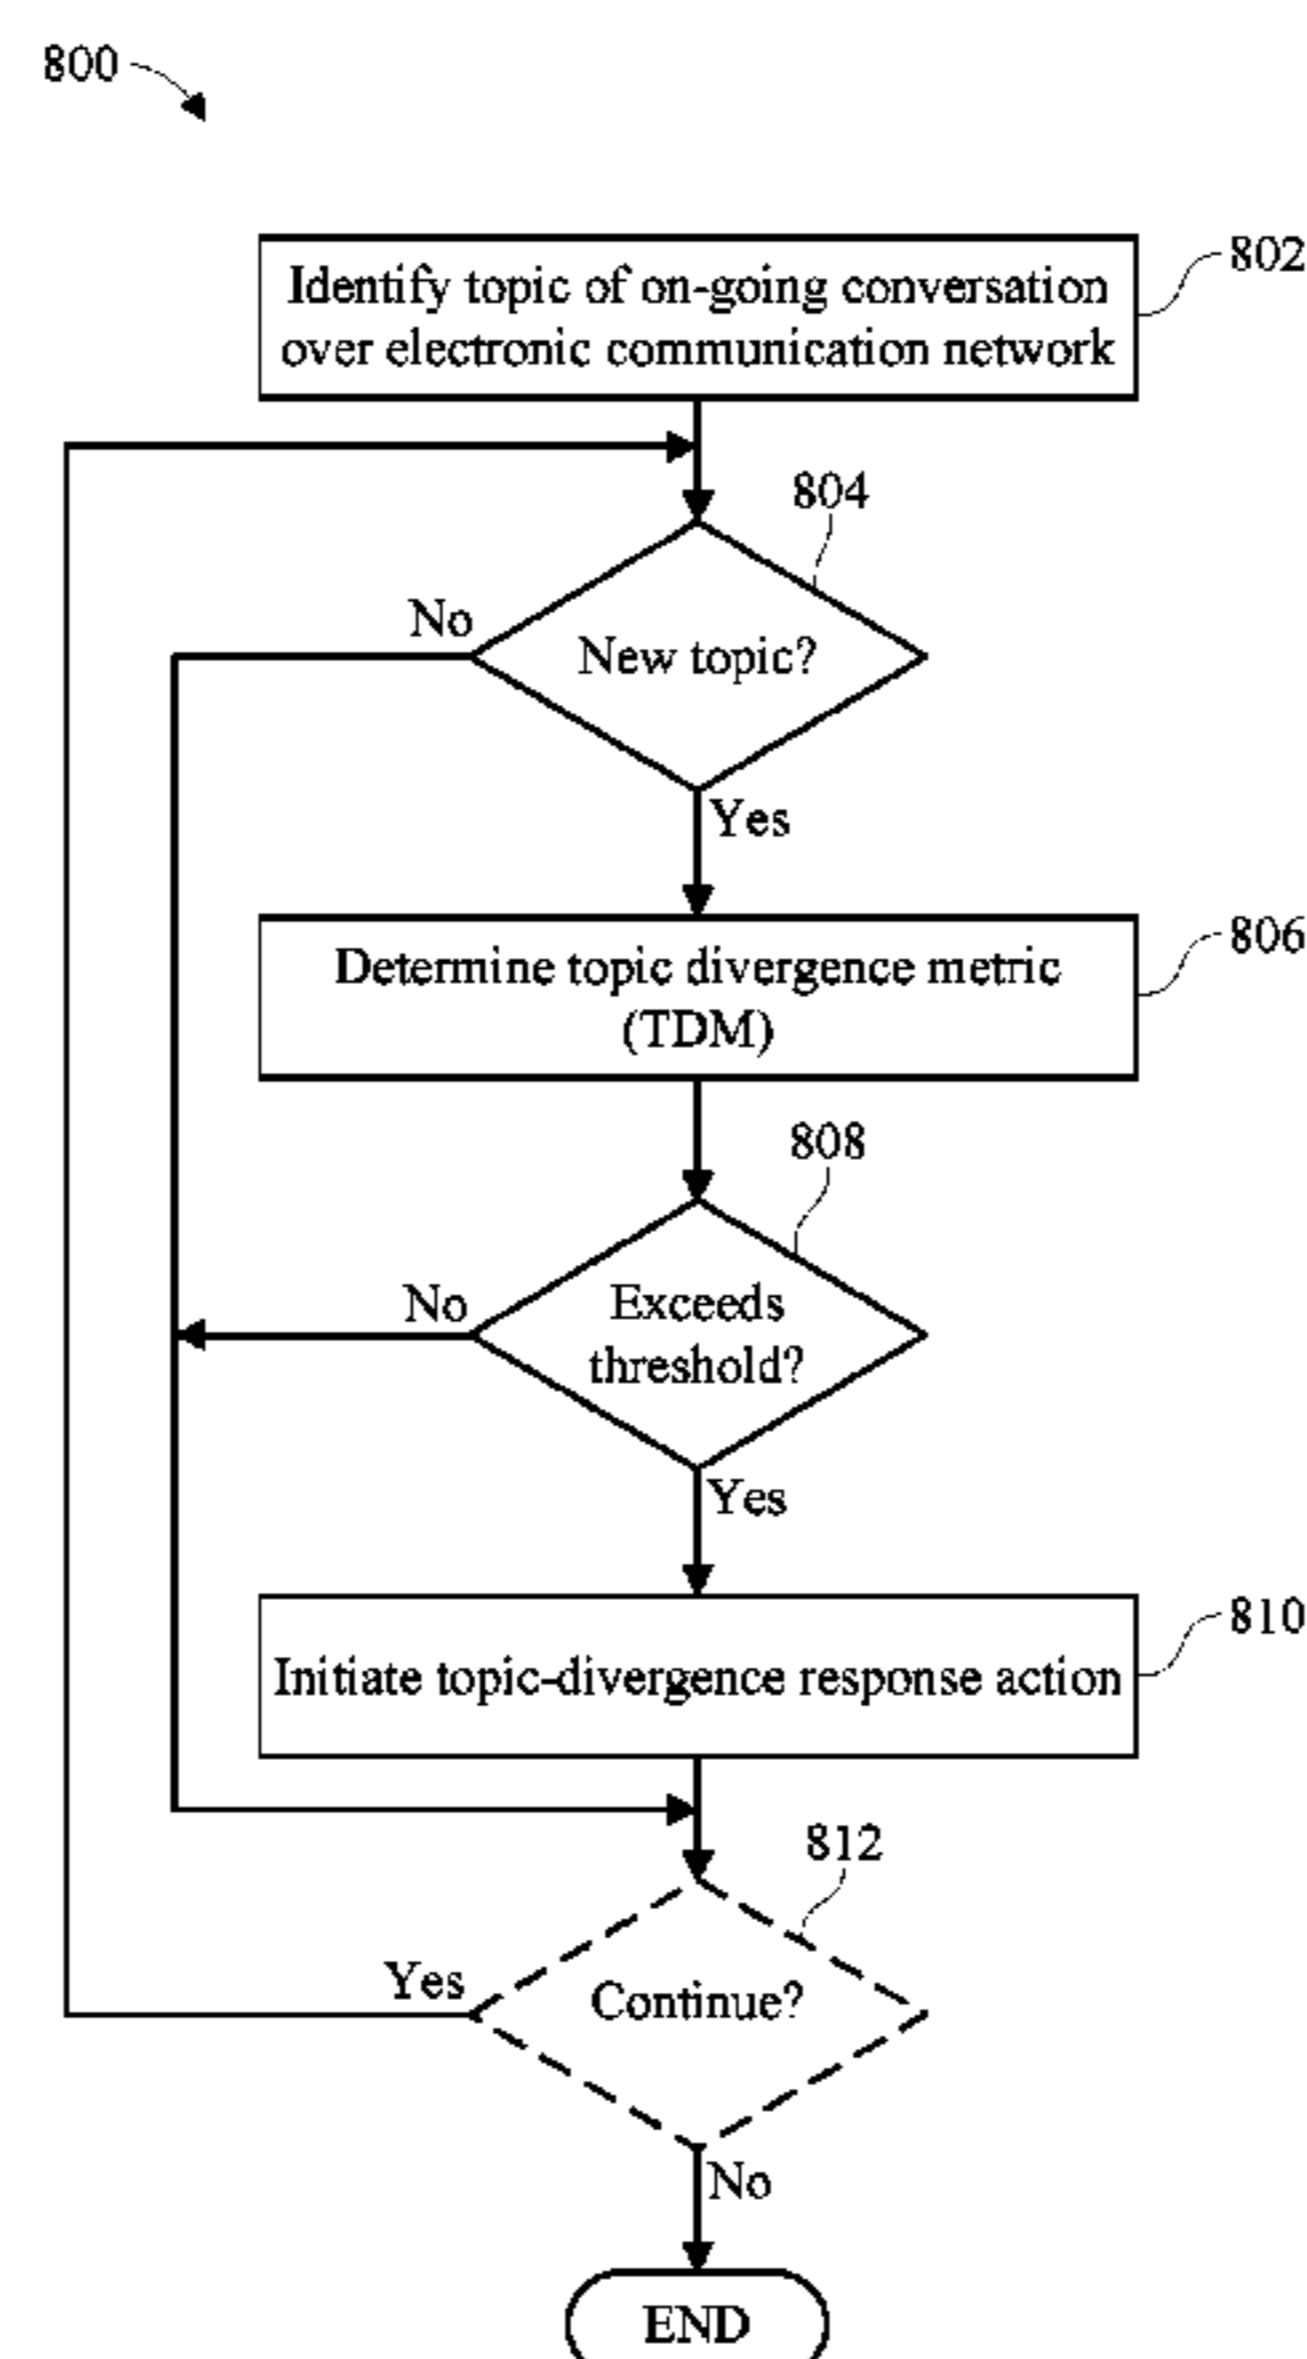 800
Identify topic of on-going conversation
over electronic communication network
802
804
No
New topic?
Yes
Determine topic divergence metric
(TDM)
806
808
No
Exceeds
threshold?
Yes
Initiate topic-divergence response action
810
812
Yes
Continue?
No
END